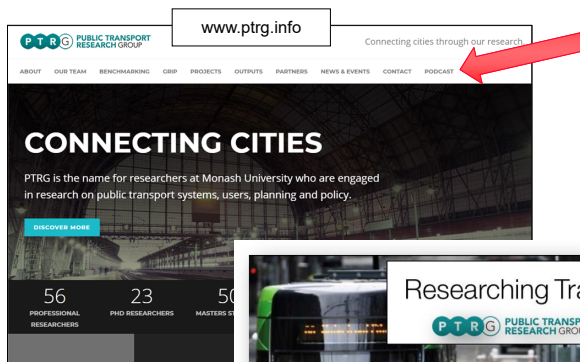 www.ptrg.info
PTRG PUBLIC TRANSPORT
RESEARCH GROUP
Connecting cities through our research.
ABOUT OUR TEAM BENCHMARKING GRIP PROJECTS OUTPUTS PARTNERS NEWS & EVENTS CONTACT PODCAST
CONNECTING CITIES
PTRG is the name for researchers at Monash University who are engaged
in research on public transport systems, users, planning and policy.
DISCOVER MORE
56 23
PROFESSIONAL PHD RESEARCHERS MASTERS
RESEARCHERS
Researching
PTRG PUBLIC
RESEARCH